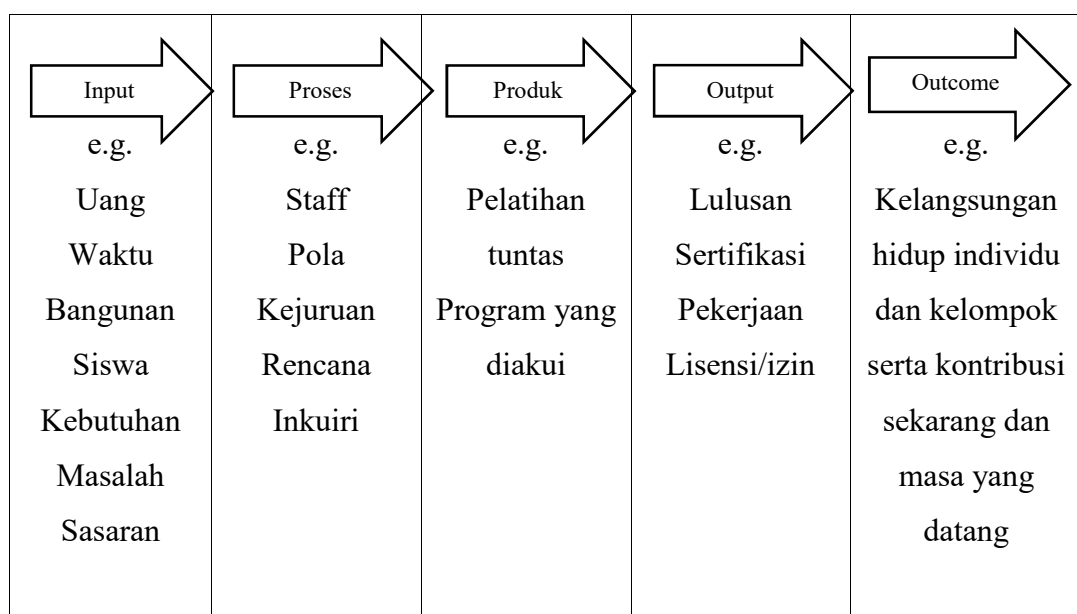 Input
e.g.
Uang
Waktu
Bangunan
Siswa
Kebutuhan
Masalah
Sasaran
Proses
e.g.
Staff
Pola
Kejuruan
Rencana
Inkuiri
Produk
e.g.
Pelatihan
tuntas
Program yang
diakui
Output
e.g.
Lulusan
Sertifikasi
Pekerjaan
Lisensi/izin
Outcome
e.g.
Kelangsungan
hidup individu
dan kelompok
serta kontribusi
sekarang dan
masa yang
datang